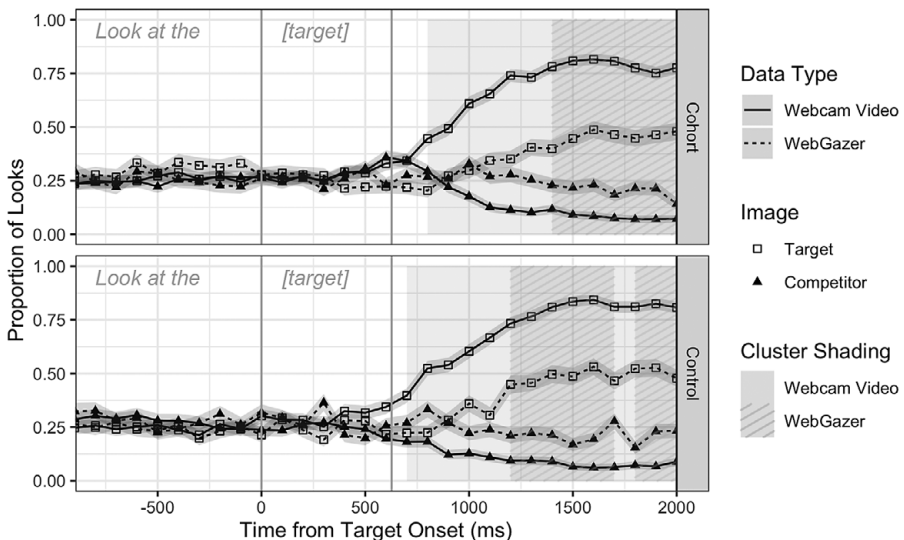 1.00
0.75
0.50
0.25
0.00
Look at the
[target]
Cohort
1.00
0.75
0.50
0.25
0.00
Look at the
[target]
Control
Proportion of Looks
-500
0
500
1000
1500
2000
Time from Target Onset (ms)
Data Type
Webcam Video
WebGazer
Image
Target
Competitor
Cluster Shading
Webcam Video
WebGazer